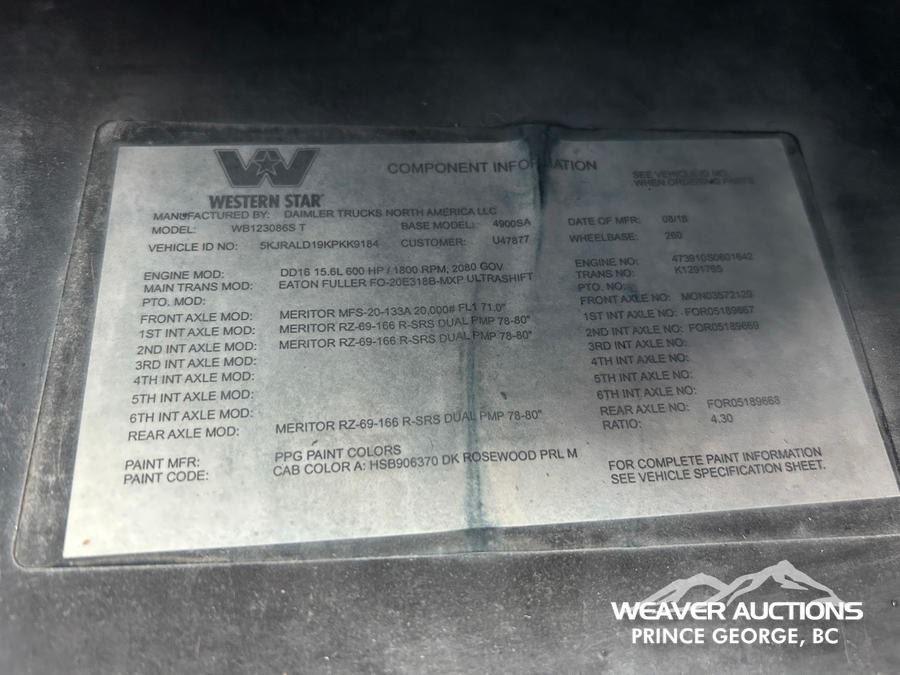 COMPONENT INFORMATION
SEE VEHICLE ID NO.
WHEN ORDERING PARTS
WESTERN STAR
MANUFACTURED BY: DAIMLER TRUCKS NORTH AMERICA LLC
MODEL: WB123086S T BASE MODEL: 4900SA DATE OF MFR: 08/18
VEHICLE ID NO: 5KJRALD19KPKK9184 CUSTOMER: U47877 WHEELBASE: 260
ENGINE MOD: DD16 15.6L 600 HP / 1800 RPM, 2080 GOV ENGINE NO: 473910S0601642
MAIN TRANS MOD: EATON FULLER FO-20E318B-MXP ULTRASHIFT TRANS NO: K1291765
PTO. MOD: PTO. NO:
FRONT AXLE MOD: MERITOR MFS-20-133A 20,000# FL1 71.0" FRONT AXLE NO: MON03572129
1ST INT AXLE MOD: MERITOR RZ-69-166 R-SRS DUAL PMP 78-80" 1ST INT AXLE NO: FOR05189667
2ND INT AXLE MOD: MERITOR RZ-69-166 R-SRS DUAL PMP 78-80" 2ND INT AXLE NO: FOR05189669
3RD INT AXLE MOD: 3RD INT AXLE NO:
4TH INT AXLE MOD: 4TH INT AXLE NO:
5TH INT AXLE MOD: 5TH INT AXLE NO:
6TH INT AXLE MOD: 6TH INT AXLE NO:
REAR AXLE MOD: MERITOR RZ-69-166 R-SRS DUAL PMP 78-80" REAR AXLE NO: FOR05189668
RATIO: 4.30
PAINT MFR: PPG PAINT COLORS FOR COMPLETE PAINT INFORMATION
PAINT CODE: CAB COLOR A: HSB906370 DK ROSEWOOD PRL M SEE VEHICLE SPECIFICATION SHEET.
WEAVER AUCTIONS
PRINCE GEORGE, BC